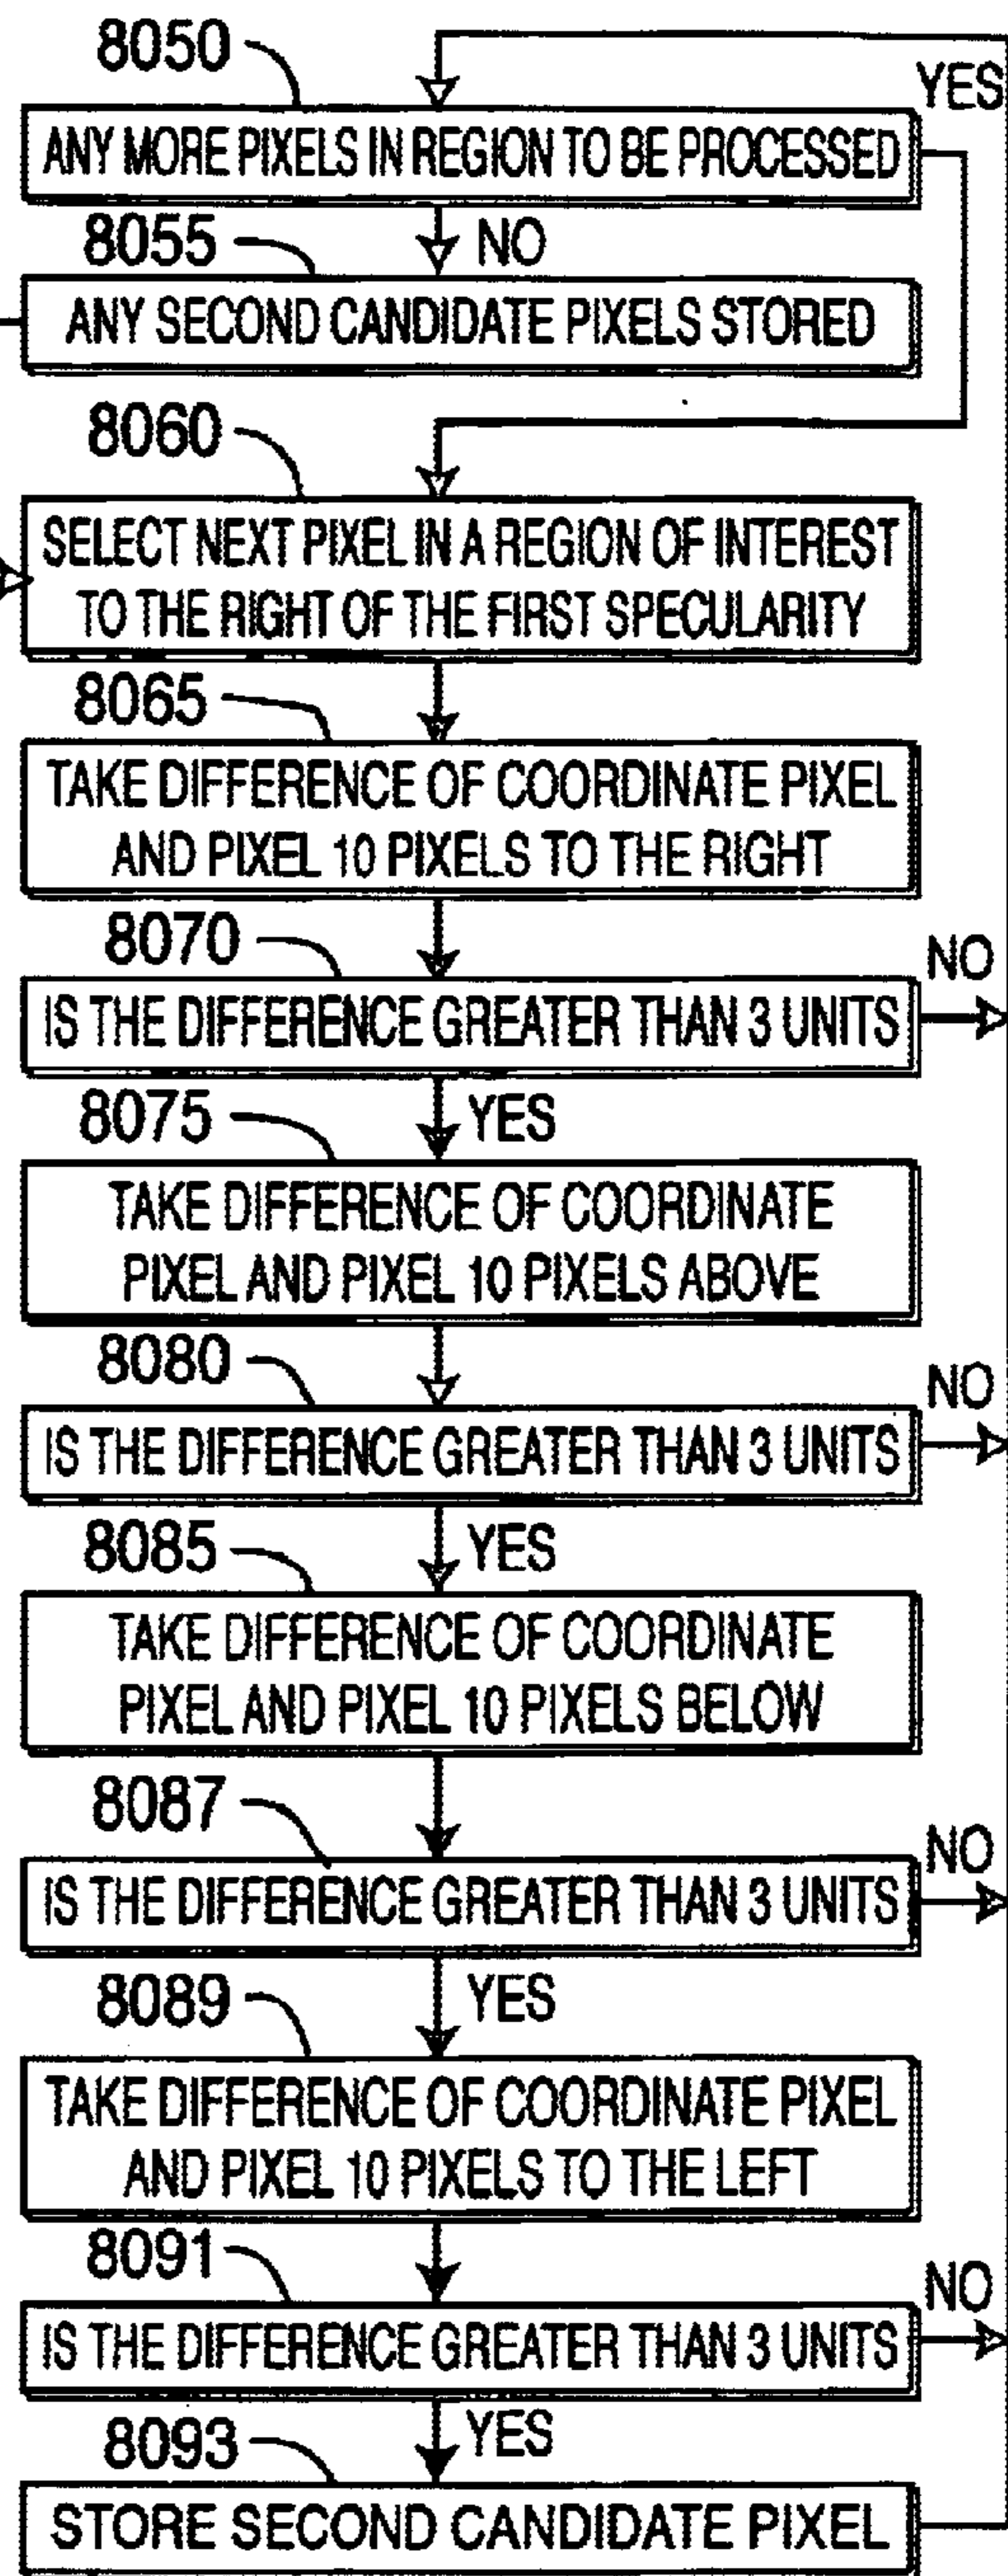 8050
YES
ANY MORE PIXELS IN REGION TO BE PROCESSED
8055
NO
ANY SECOND CANDIDATE PIXELS STORED
8060
SELECT NEXT PIXEL IN A REGION OF INTEREST
TO THE RIGHT OF THE FIRST SPECULARITY
8065
TAKE DIFFERENCE OF COORDINATE PIXEL
AND PIXEL 10 PIXELS TO THE RIGHT
8070
NO
IS THE DIFFERENCE GREATER THAN 3 UNITS
8075
YES
TAKE DIFFERENCE OF COORDINATE
PIXEL AND PIXEL 10 PIXELS ABOVE
8080
NO
IS THE DIFFERENCE GREATER THAN 3 UNITS
8085
YES
TAKE DIFFERENCE OF COORDINATE
PIXEL AND PIXEL 10 PIXELS BELOW
8087
NO
IS THE DIFFERENCE GREATER THAN 3 UNITS
8089
YES
TAKE DIFFERENCE OF COORDINATE PIXEL
AND PIXEL 10 PIXELS TO THE LEFT
8091
NO
IS THE DIFFERENCE GREATER THAN 3 UNITS
8093
YES
STORE SECOND CANDIDATE PIXEL